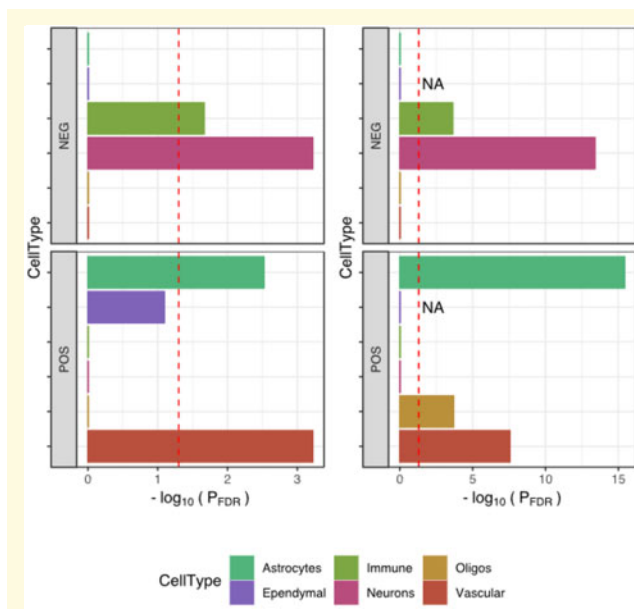 CellType
NEG
POS
0 1 2 3
- log10 ( PFDR )
CellType
NEG
NA
POS
NA
0 5 10 15
- log10 ( PFDR )
CellType
Astrocytes Immune Oligos
Ependymal Neurons Vascular